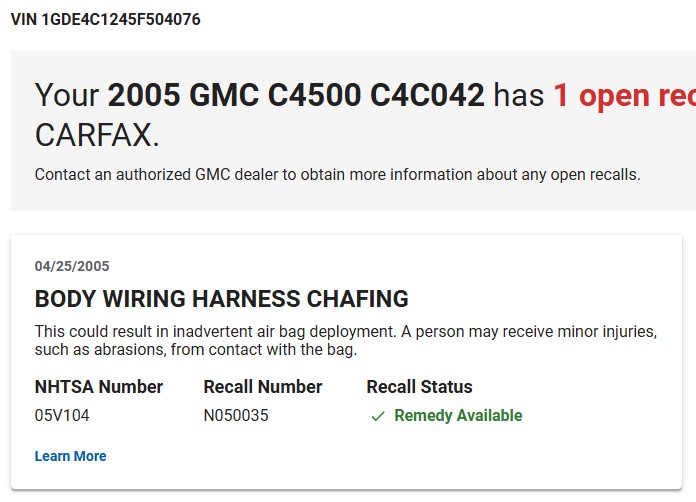 VIN 1GDE4C1245F504076
Your 2005 GMC C4500 C4C042 has 1 open
CARFAX.
Contact an authorized GMC dealer to obtain more information about any open recalls.
04/25/2005
BODY WIRING HARNESS CHAFING
This could result in inadvertent air bag deployment. A person may receive minor injuries,
such as abrasions, from contact with the bag.
NHTSA Number Recall Number Recall Status
05V104 N050035 Remedy Available
Learn More